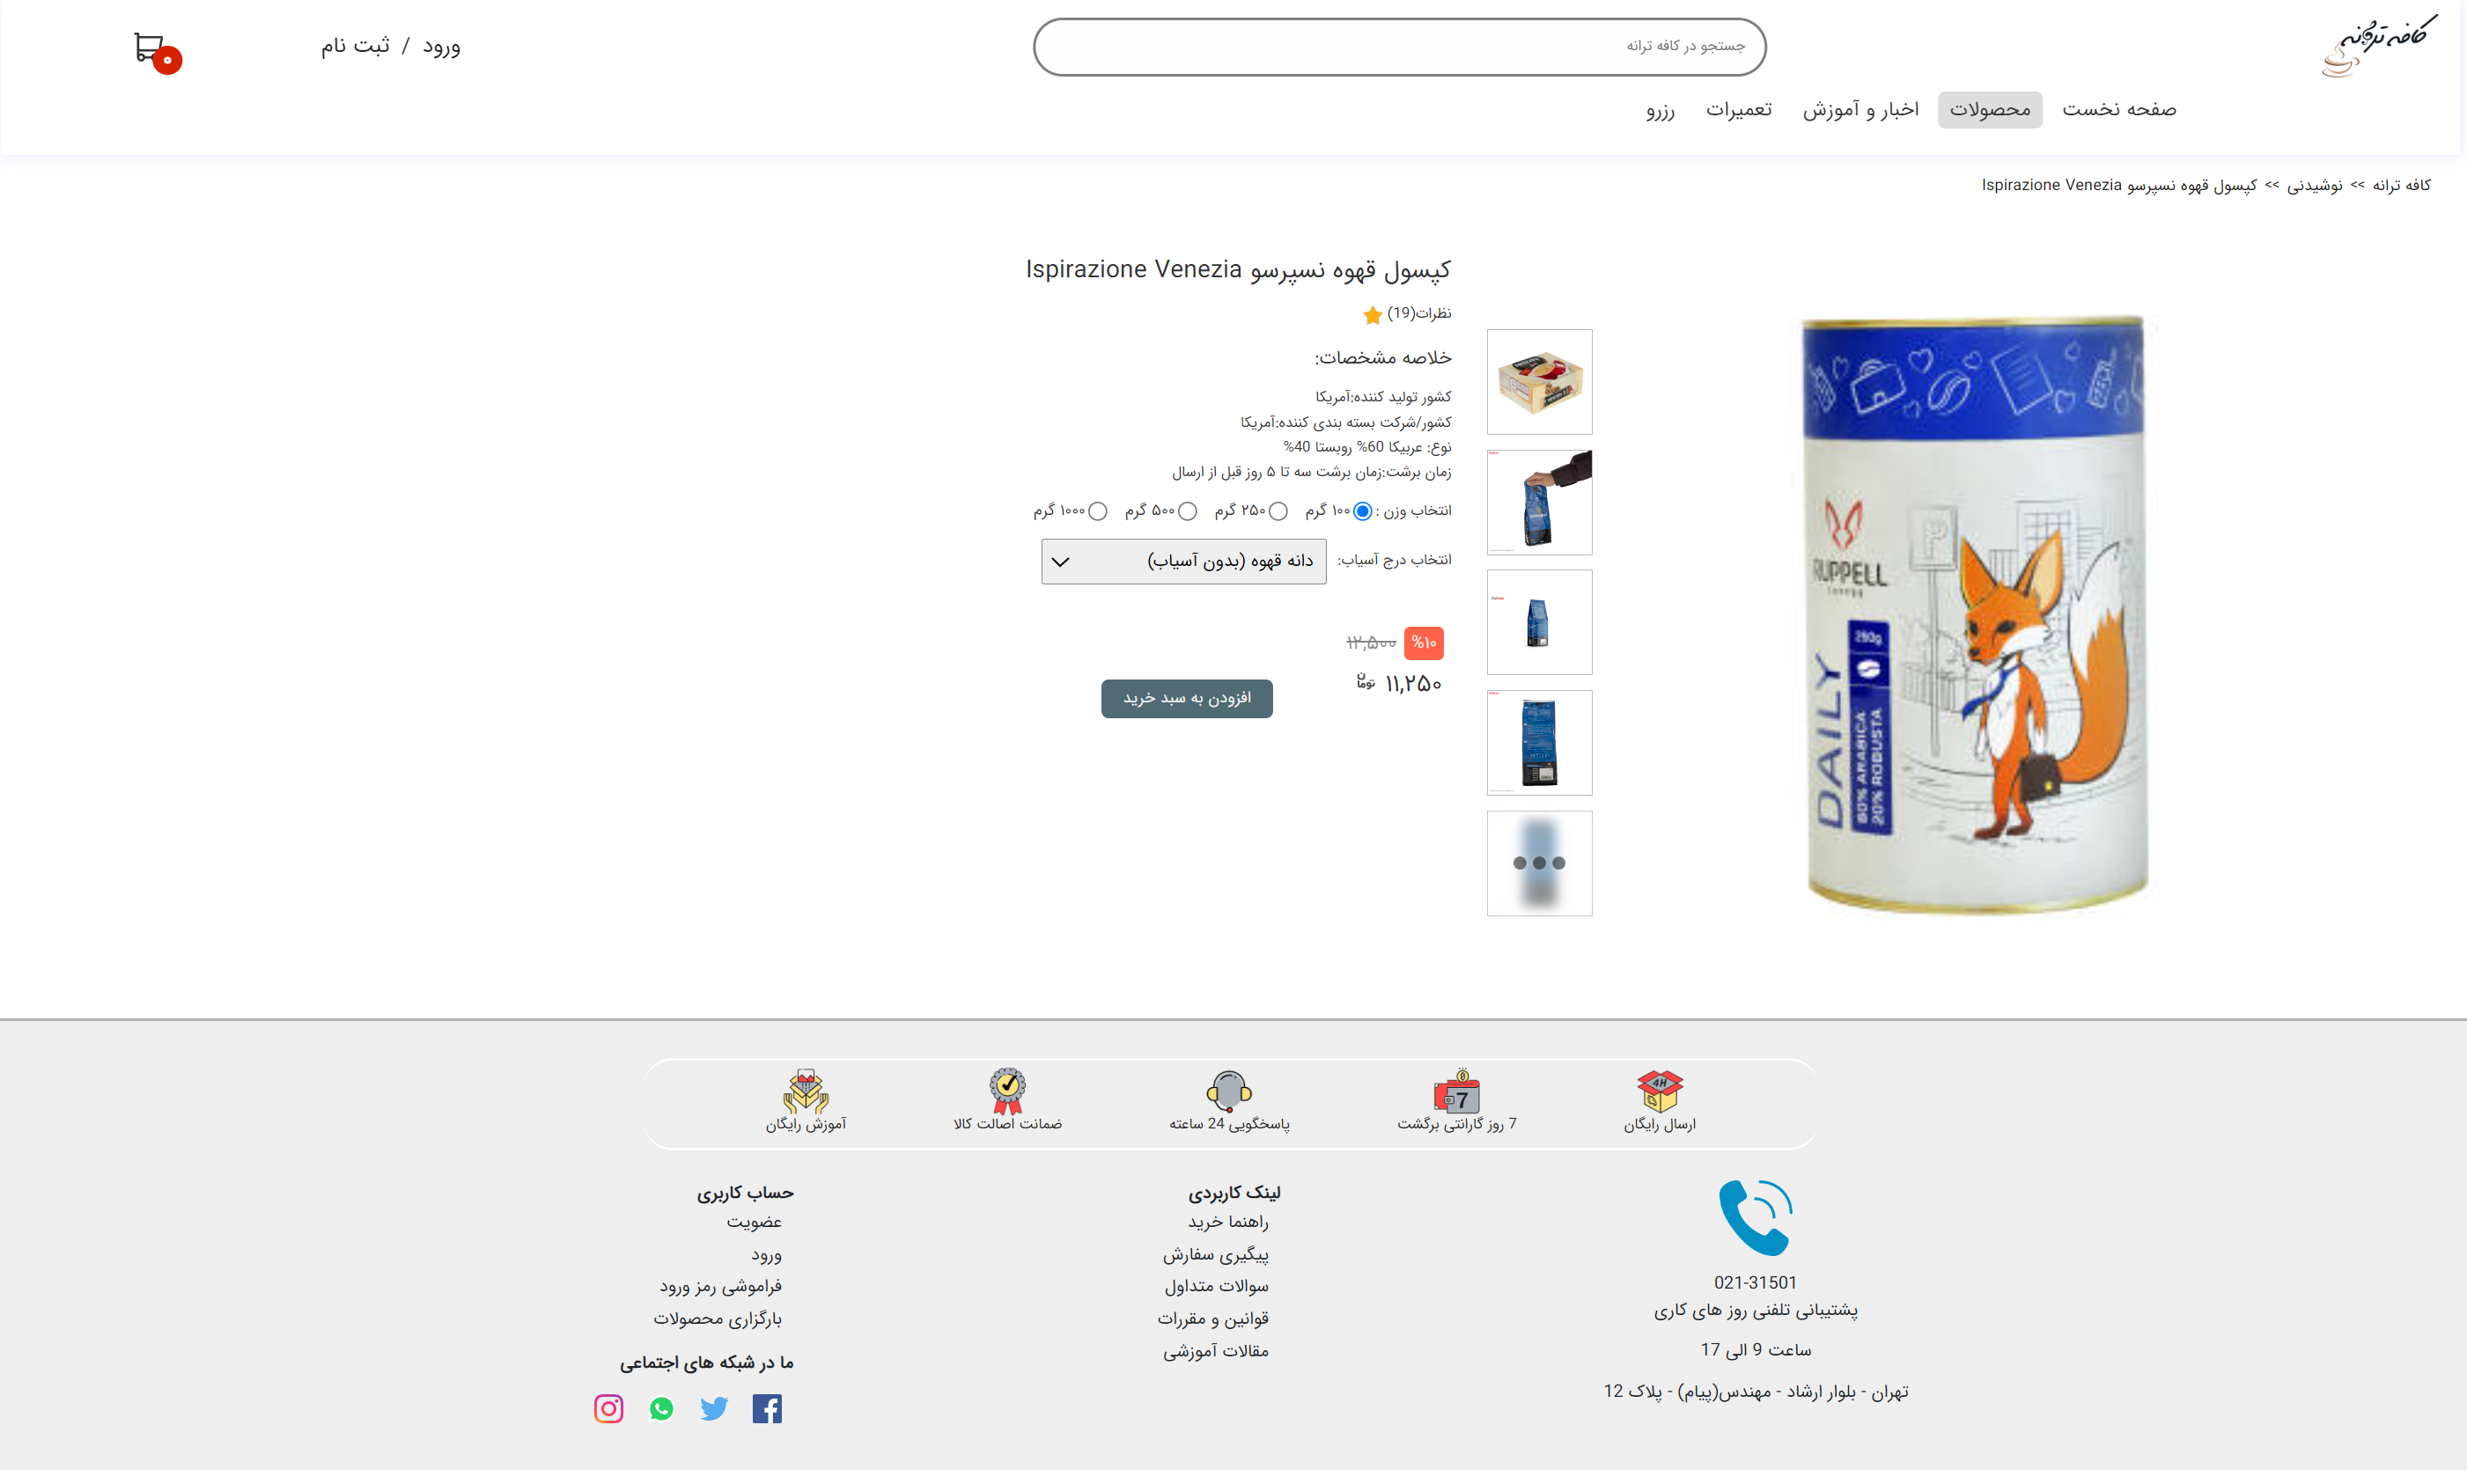 کافه ترانه
جستجو در کافه ترانه
ورود / ثبت نام
۰
صفحه نخست
محصولات
اخبار و آموزش
تعمیرات
رزرو
کافه ترانه >> نوشیدنی >> کپسول قهوه نسپرسو Ispirazione Venezia
کپسول قهوه نسپرسو Ispirazione Venezia
نظرات(19)
خلاصه مشخصات:
کشور تولید کننده:آمریکا
کشور/شرکت بسته بندی کننده:آمریکا
نوع: عربیکا 60% روبستا 40%
زمان برشت:زمان برشت سه تا ۵ روز قبل از ارسال
انتخاب وزن : ۱۰۰ گرم ۲۵۰ گرم ۵۰۰ گرم ۱۰۰۰ گرم
انتخاب درج آسیاب: دانه قهوه (بدون آسیاب)
%۱۰ ۱۲,۵۰۰
۱۱,۲۵۰ تومان
افزودن به سبد خرید
P
RUPPELL
COFFEE
250g
DAILY
80% ARABICA
20% ROBUSTA
4H
7
ارسال رایگان
7 روز گارانتی برگشت
پاسخگویی 24 ساعته
ضمانت اصالت کالا
آموزش رایگان
021-31501
پشتیبانی تلفنی روز های کاری
ساعت 9 الی 17
تهران - بلوار ارشاد - مهندس(پیام) - پلاک 12
لینک کاربردی
راهنما خرید
پیگیری سفارش
سوالات متداول
قوانین و مقررات
مقالات آموزشی
حساب کاربری
عضویت
ورود
فراموشی رمز ورود
بارگزاری محصولات
ما در شبکه های اجتماعی